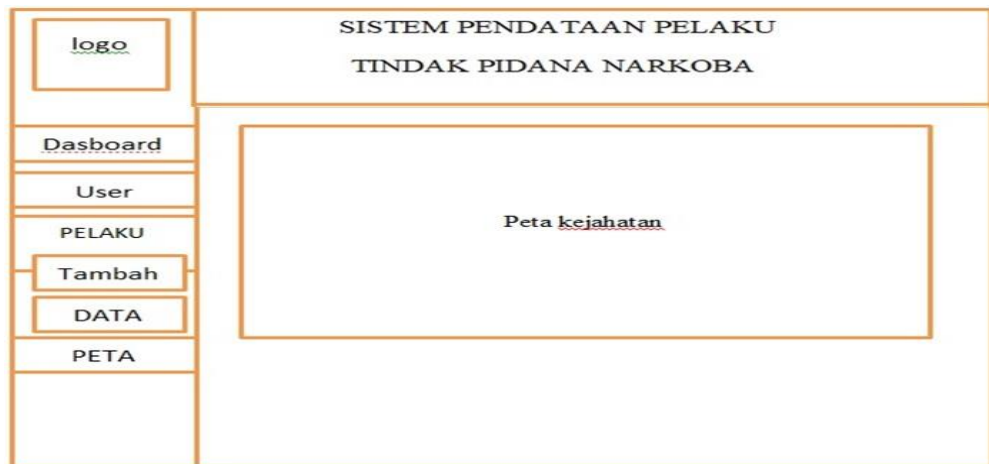 logo
SISTEM PENDATAAN PELAKU
TINDAK PIDANA NARKOBA
Dasboard
User
PELAKU
Tambah
DATA
PETA
Peta kejahatan